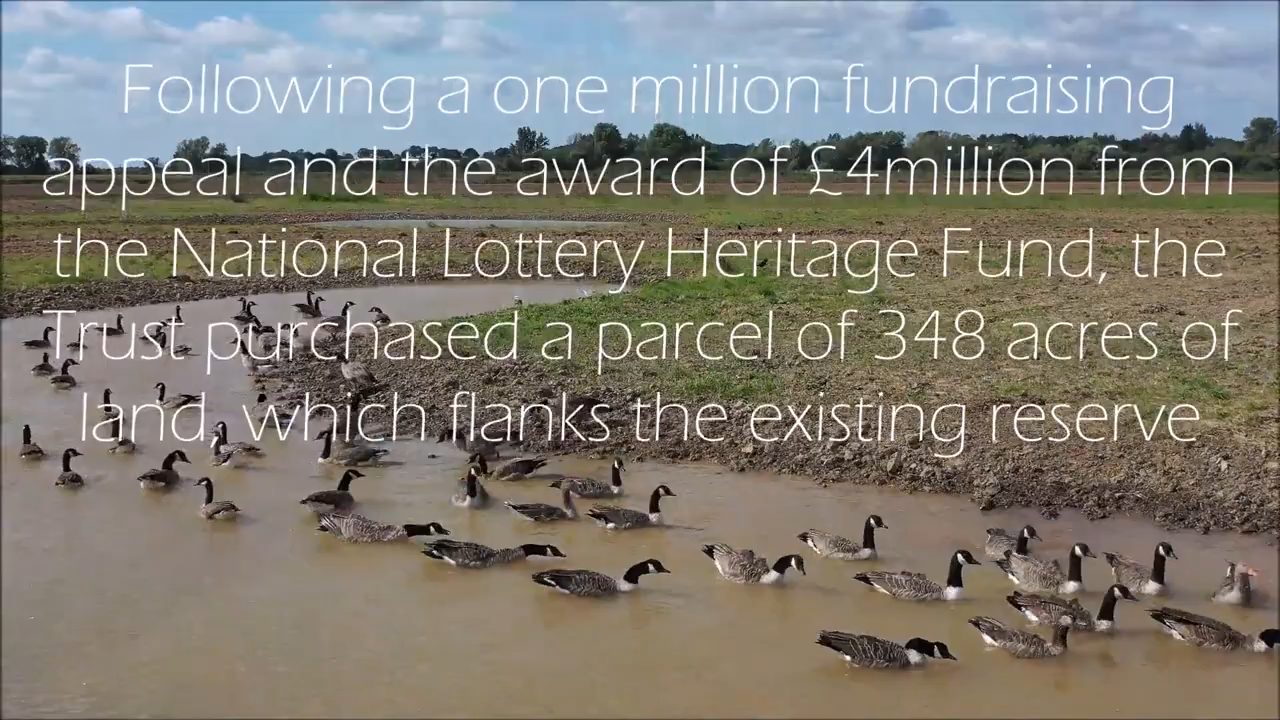 Following a one million fundraising
appeal and the award of £4million from
the National Lottery Heritage Fund, the
Trust purchased a parcel of 348 acres of
land, which flanks the existing reserve